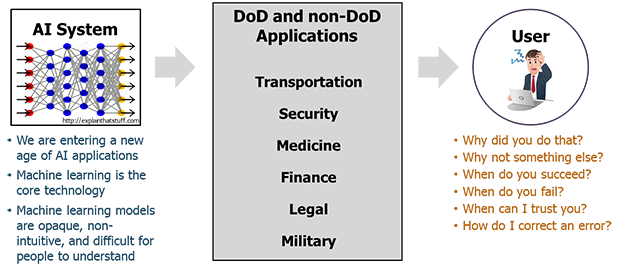 AI System
http://explainthatstuff.com
• We are entering a new
age of AI applications
• Machine learning is the
core technology
• Machine learning models
are opaque, non-
intuitive, and difficult for
people to understand
DoD and non-DoD
Applications
Transportation
Security
Medicine
Finance
Legal
Military
User
• Why did you do that?
• Why not something else?
• When do you succeed?
• When do you fail?
• When can I trust you?
• How do I correct an error?